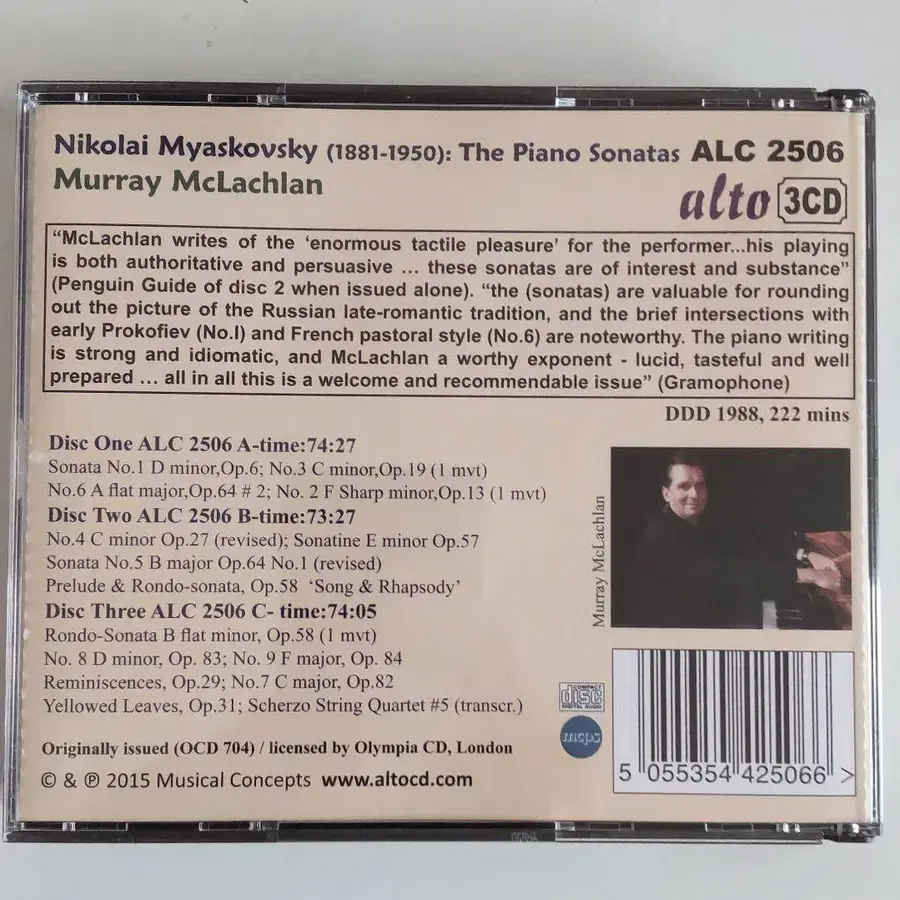 Nikolai Myaskovsky (1881-1950): The Piano Sonatas ALC 2506
Murray McLachlan
alto 3CD
“McLachlan writes of the ‘enormous tactile pleasure’ for the performer...his playing
is both authoritative and persuasive ... these sonatas are of interest and substance”
(Penguin Guide of disc 2 when issued alone). “the (sonatas) are valuable for rounding
out the picture of the Russian late-romantic tradition, and the brief intersections with
early Prokofiev (No.I) and French pastoral style (No.6) are noteworthy. The piano writing
is strong and idiomatic, and McLachlan a worthy exponent - lucid, tasteful and well
prepared ... all in all this is a welcome and recommendable issue” (Gramophone)
DDD 1988, 222 mins
Disc One ALC 2506 A-time:74:27
Sonata No.1 D minor,Op.6; No.3 C minor,Op.19 (1 mvt)
No.6 A flat major,Op.64 # 2; No. 2 F Sharp minor,Op.13 (1 mvt)
Disc Two ALC 2506 B-time:73:27
No.4 C minor Op.27 (revised); Sonatine E minor Op.57
Sonata No.5 B major Op.64 No.1 (revised)
Prelude & Rondo-sonata, Op.58 ‘Song & Rhapsody’
Disc Three ALC 2506 C- time:74:05
Rondo-Sonata B flat minor, Op.58 (1 mvt)
No. 8 D minor, Op. 83; No. 9 F major, Op. 84
Reminiscences, Op.29; No.7 C major, Op.82
Yellowed Leaves, Op.31; Scherzo String Quartet #5 (transcr.)
Murray McLachlan
COMPACT
disc
DIGITAL AUDIO
mcps
Originally issued (OCD 704) / licensed by Olympia CD, London
© & ℗ 2015 Musical Concepts www.altocd.com
5 055354 425066 >